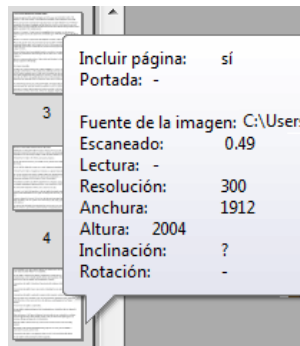 Incluir página: sí
Portada: -
Fuente de la imagen: C:\Users
Escaneado: 0.49
Lectura: -
Resolución: 300
Anchura: 1912
Altura: 2004
Inclinación: ?
Rotación: -
3
4